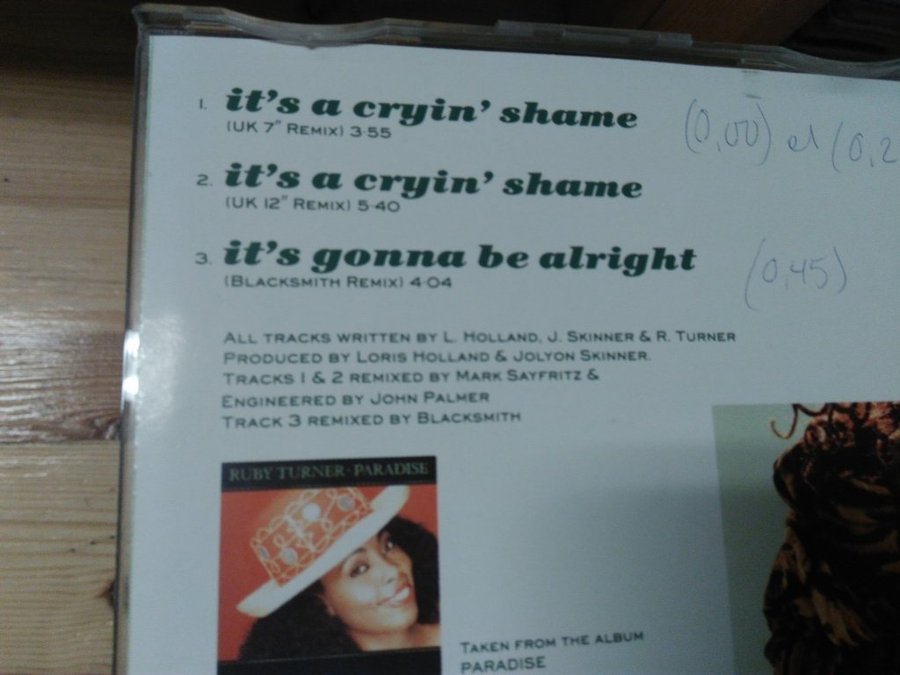 1. it's a cryin' shame
(UK 7" Remix) 3·55
(0,00) el (0,2
2. it's a cryin' shame
(UK 12" Remix) 5·40
3. it's gonna be alright
(Blacksmith Remix) 4·04
(0,45)
All tracks written by L. Holland, J. Skinner & R. Turner
Produced by Loris Holland & Jolyon Skinner.
Tracks 1 & 2 remixed by Mark Sayfritz &
Engineered by John Palmer
Track 3 remixed by Blacksmith
RUBY TURNER · PARADISE
Taken from the album
PARADISE